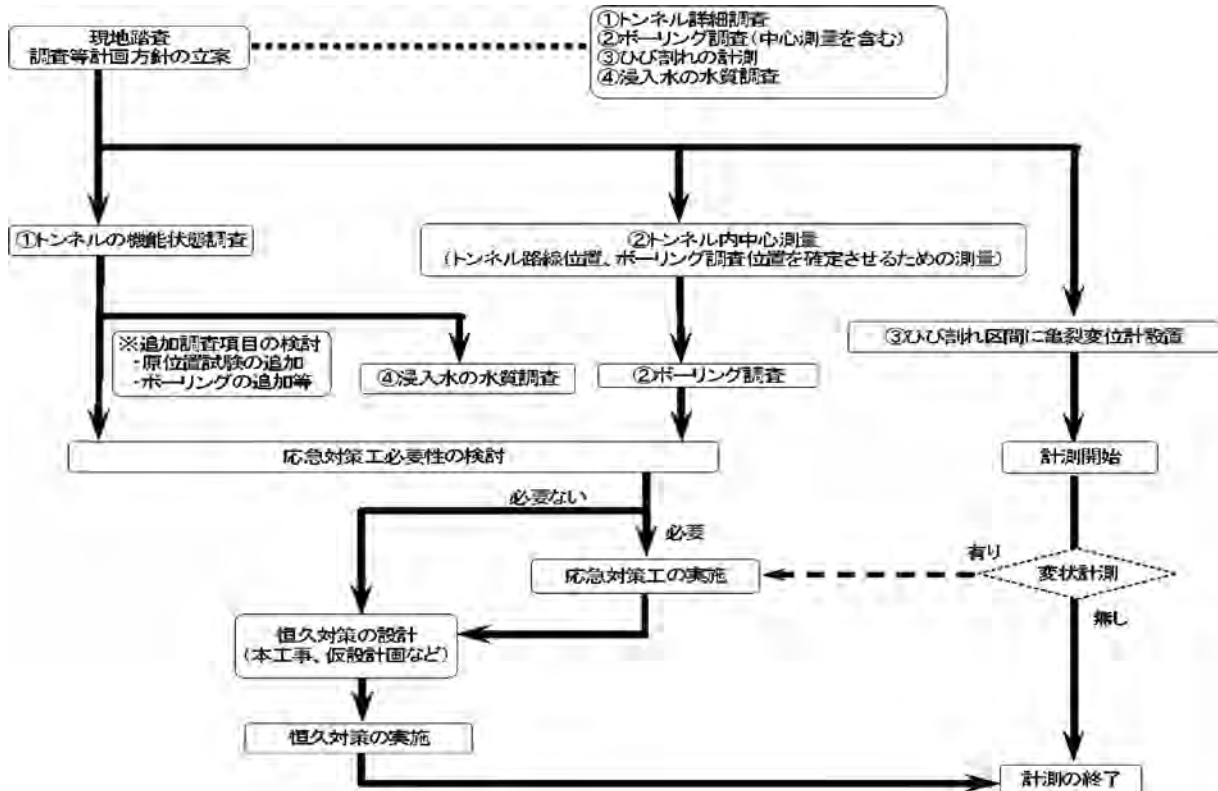 現地踏査
調査等計画方針の立案
①トンネル詳細調査
②ボーリング調査(中心測量を含む)
③ひび割れの計測
④浸入水の水質調査
①トンネルの機能状態調査
②トンネル内中心測量
(トンネル路線位置、ボーリング調査位置を確定させるための測量)
③ひび割れ区間に亀裂変位計設置
※追加調査項目の検討
・原位置試験の追加
・ボーリングの追加等
④浸入水の水質調査
②ボーリング調査
応急対策工必要性の検討
計測開始
必要ない
必要
有り
変状計測
応急対策工の実施
無し
恒久対策の設計
(本工事、仮設計画など)
恒久対策の実施
計測の終了